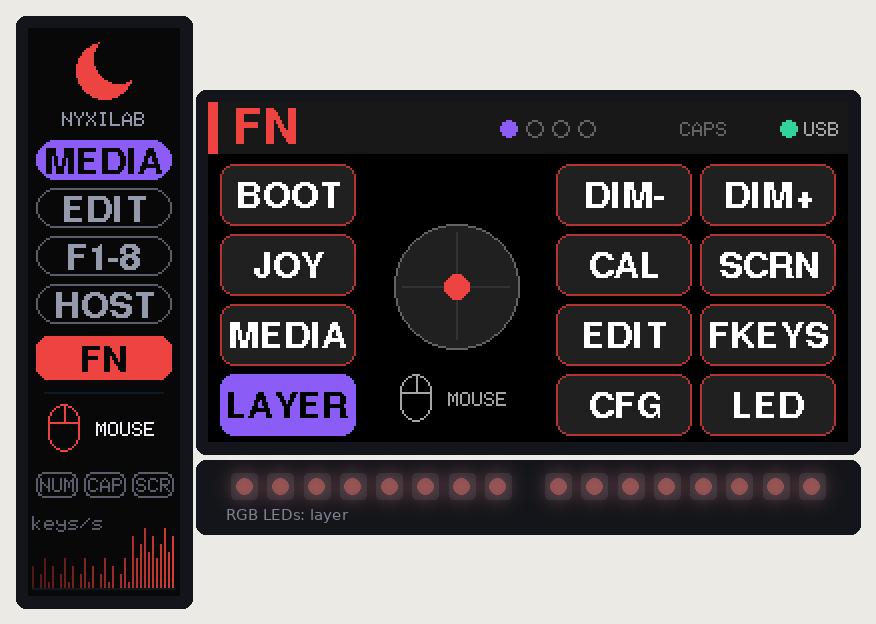 NYXILAB
MEDIA
EDIT
F1-8
HOST
FN
MOUSE
NUM CAP SCR
keys/s
FN CAPS USB
BOOT DIM- DIM+
JOY CAL SCRN
MEDIA EDIT FKEYS
LAYER MOUSE CFG LED
RGB LEDs: layer